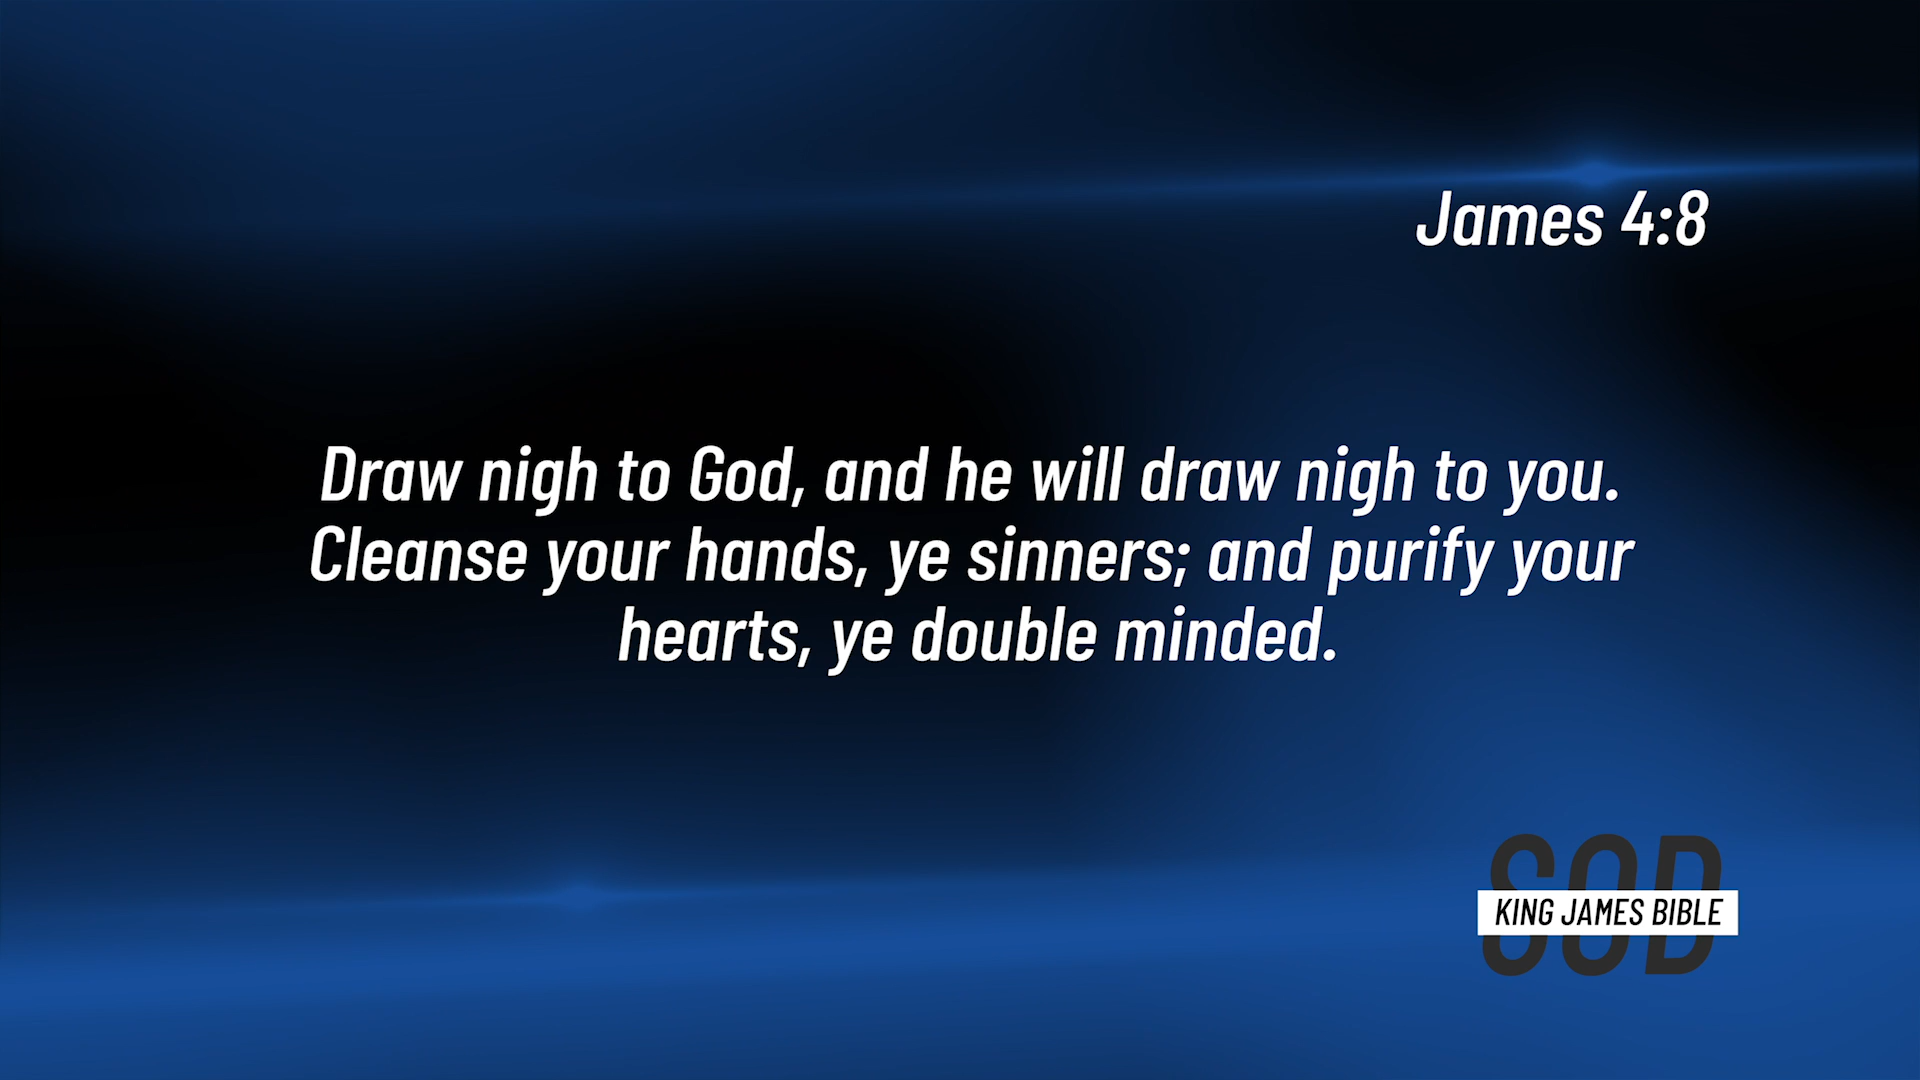 James 4:8
Draw nigh to God, and he will draw nigh to you.
Cleanse your hands, ye sinners; and purify your
hearts, ye double minded.
SOD
KING JAMES BIBLE